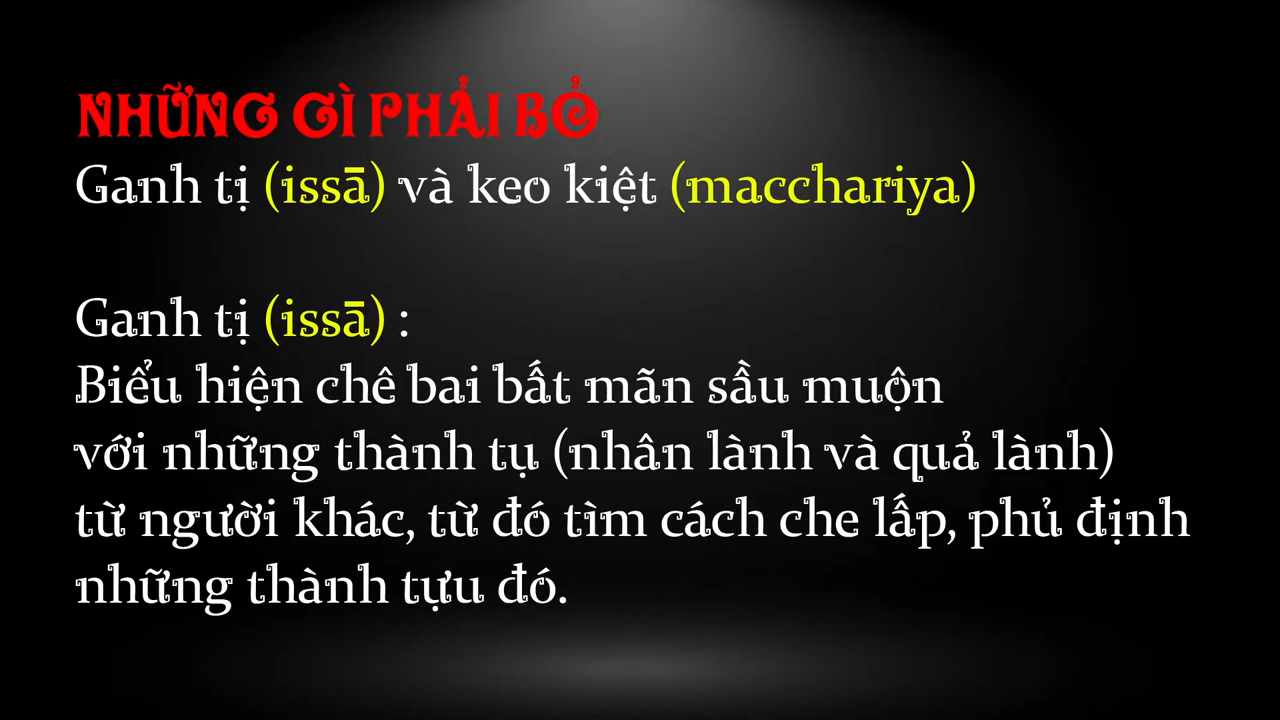 NHỮNG GÌ PHẢI BỎ
Ganh tị (issā) và keo kiệt (macchariya)
Ganh tị (issā) :
Biểu hiện chê bai bất mãn sầu muộn
với những thành tụ (nhân lành và quả lành)
từ người khác, từ đó tìm cách che lấp, phủ định
những thành tựu đó.